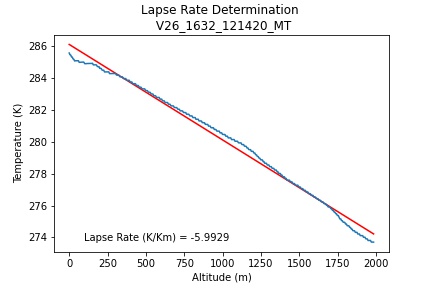 Lapse Rate Determination
V26_1632_121420_MT
286
284
282
280
278
276
274
Temperature (K)
Lapse Rate (K/Km) = -5.9929
0 250 500 750 1000 1250 1500 1750 2000
Altitude (m)